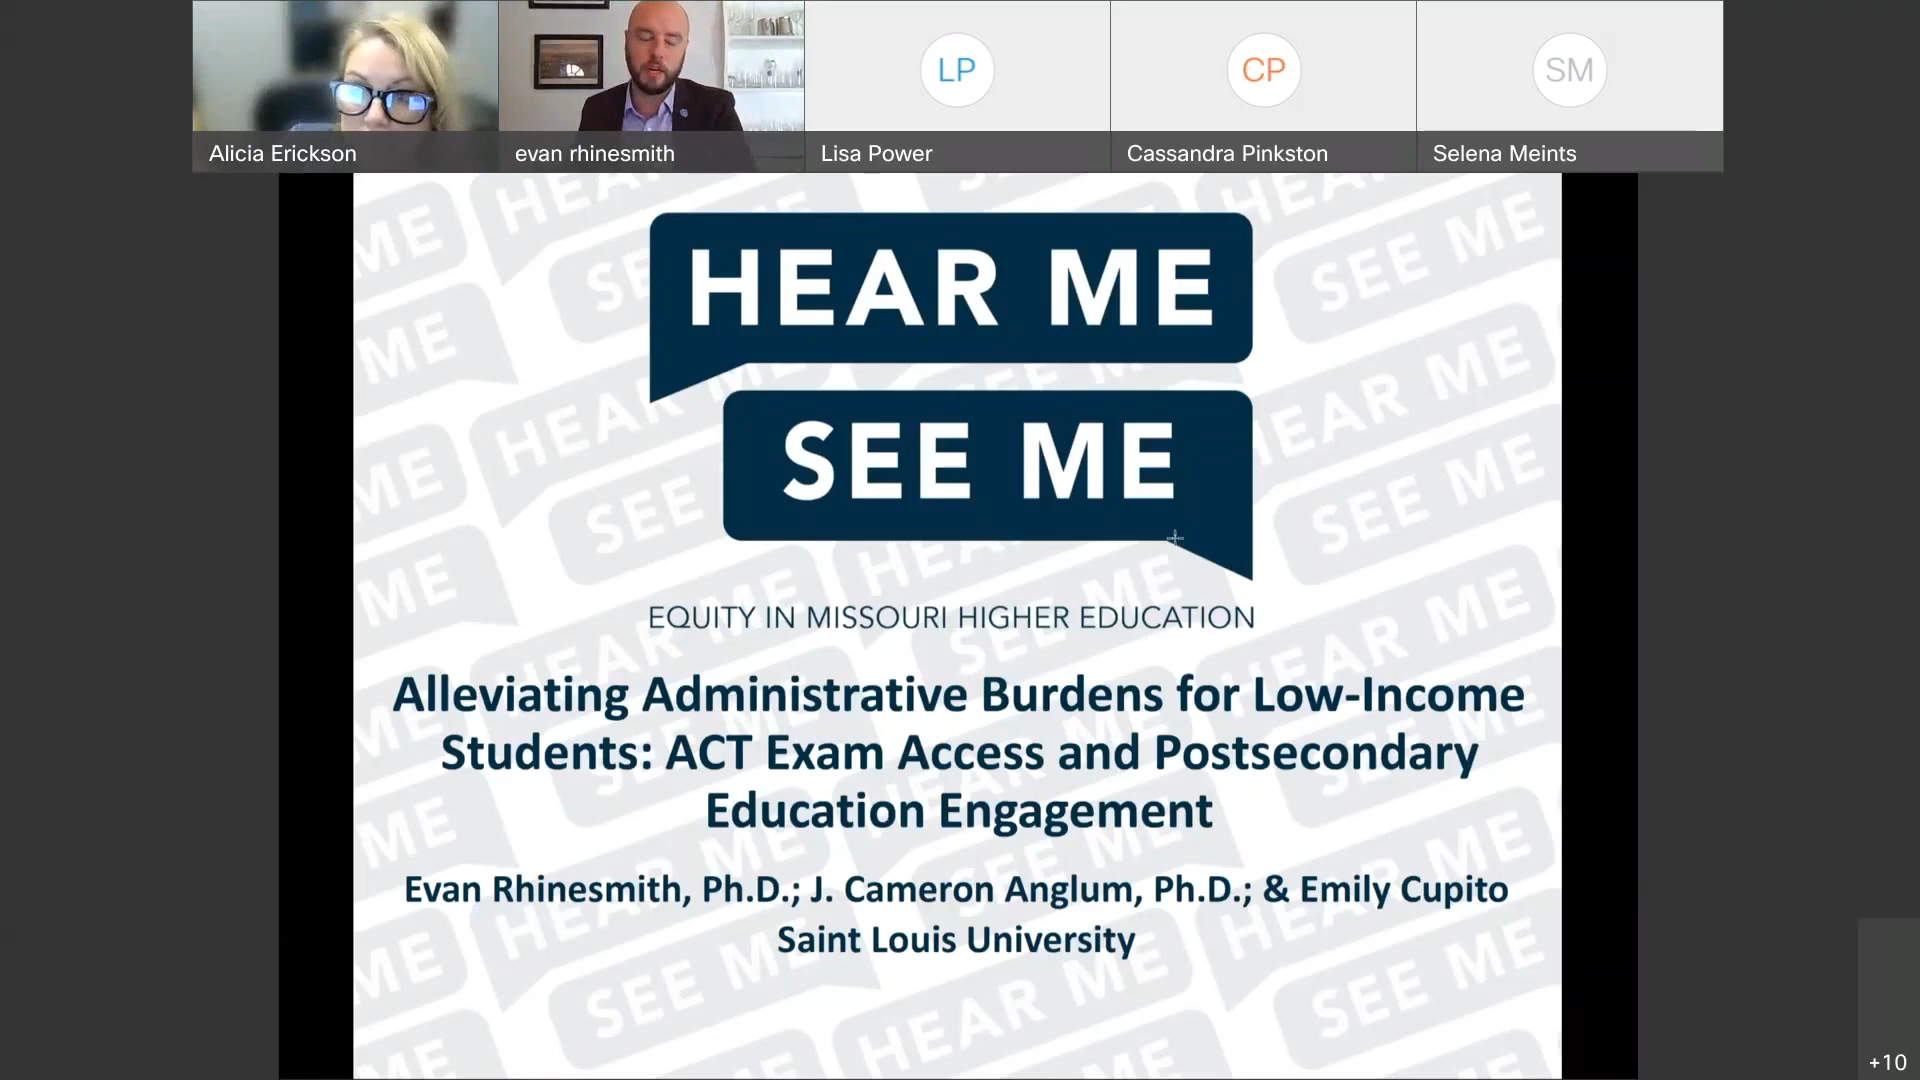 LP
CP
SM
Alicia Erickson
evan rhinesmith
Lisa Power
Cassandra Pinkston
Selena Meints
HEAR ME
SEE ME
EQUITY IN MISSOURI HIGHER EDUCATION
Alleviating Administrative Burdens for Low-Income
Students: ACT Exam Access and Postsecondary
Education Engagement
Evan Rhinesmith, Ph.D.; J. Cameron Anglum, Ph.D.; & Emily Cupito
Saint Louis University
+10